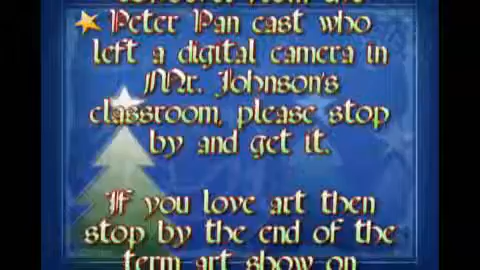 Peter Pan cast who
left a digital camera in
Mr. Johnson's
classroom, please stop
by and get it.
If you love art then
stop by the end of the
term art show on